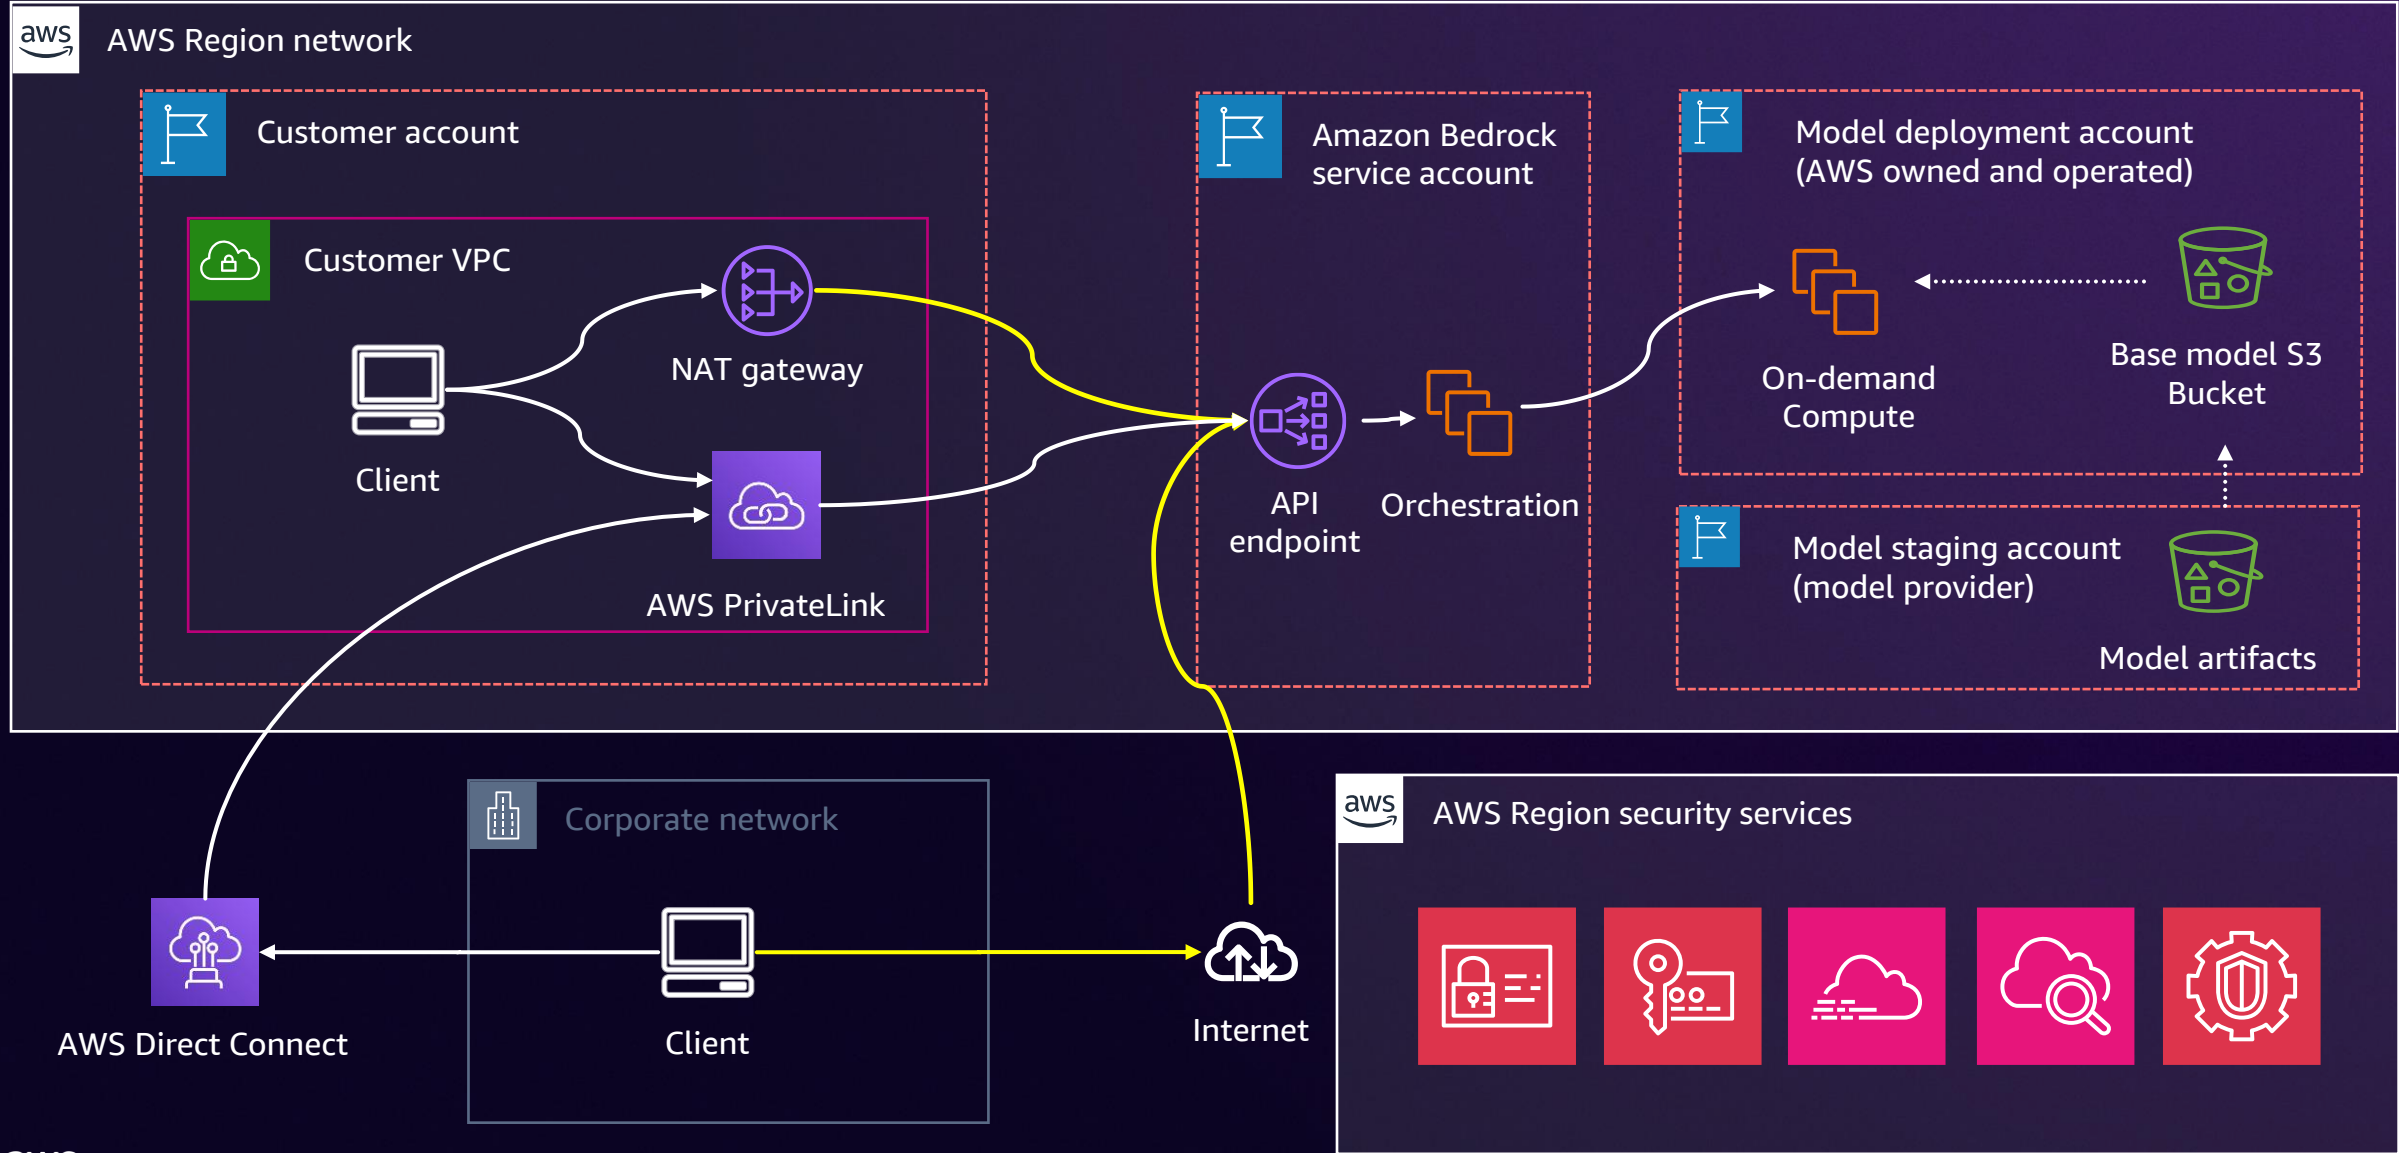 aws
AWS Region network
Customer account
Customer VPC
NAT gateway
Client
AWS PrivateLink
Amazon Bedrock
service account
API
endpoint
Orchestration
Model deployment account
(AWS owned and operated)
On-demand
Compute
Base model S3
Bucket
Model staging account
(model provider)
Model artifacts
AWS Direct Connect
Corporate network
Client
Internet
aws
AWS Region security services